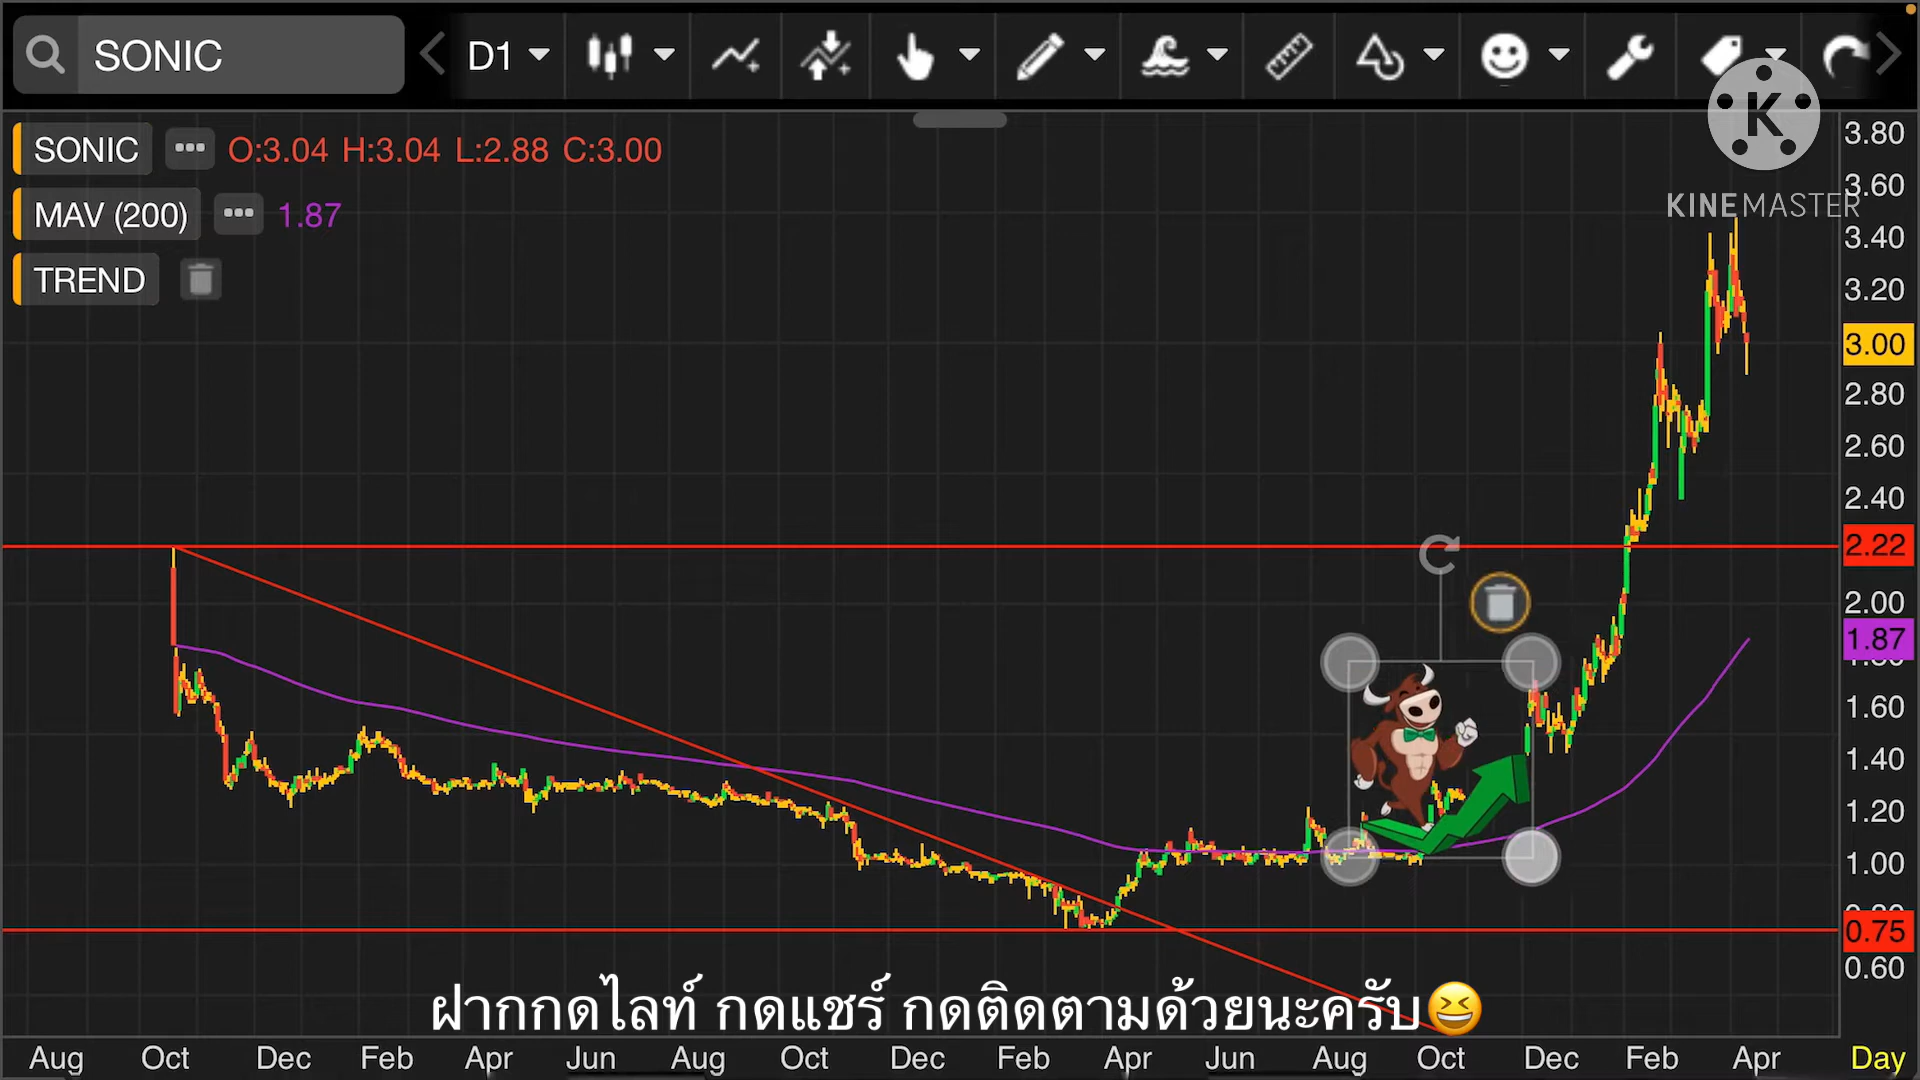 SONIC
D1
SONIC ••• O:3.04 H:3.04 L:2.88 C:3.00
MAV (200) ••• 1.87
TREND
K
KINEMASTER
3.80
3.60
3.40
3.20
3.00
2.80
2.60
2.40
2.22
2.00
1.87
1.60
1.40
1.20
1.00
0.75
0.60
ฝากกดไลท์ กดแชร์ กดติดตามด้วยนะครับ😆
Aug Oct Dec Feb Apr Jun Aug Oct Dec Feb Apr Jun Aug Oct Dec Feb Apr Day